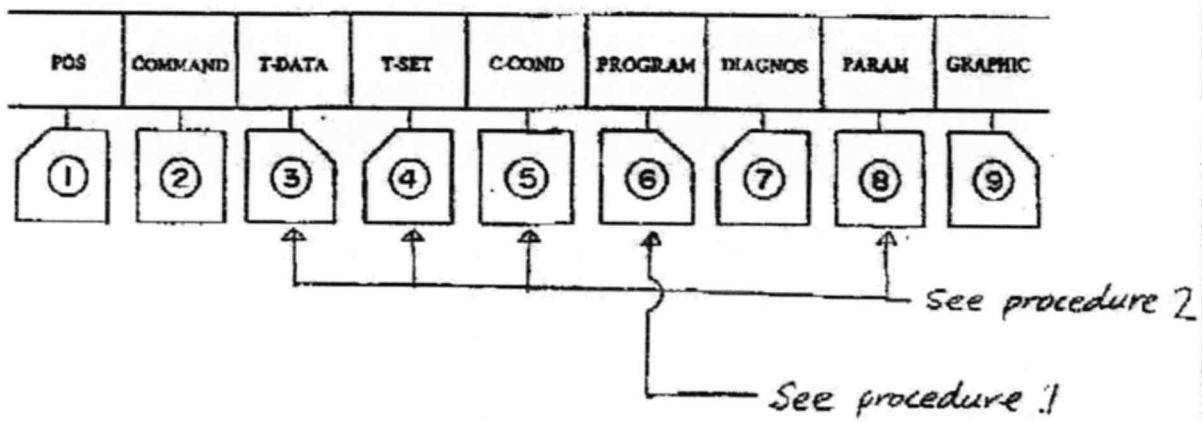 POS COMMAND T-DATA T-SET C-COND PROGRAM DIAGNOS PARAM GRAPHIC
1 2 3 4 5 6 7 8 9
See procedure 2
See procedure 1